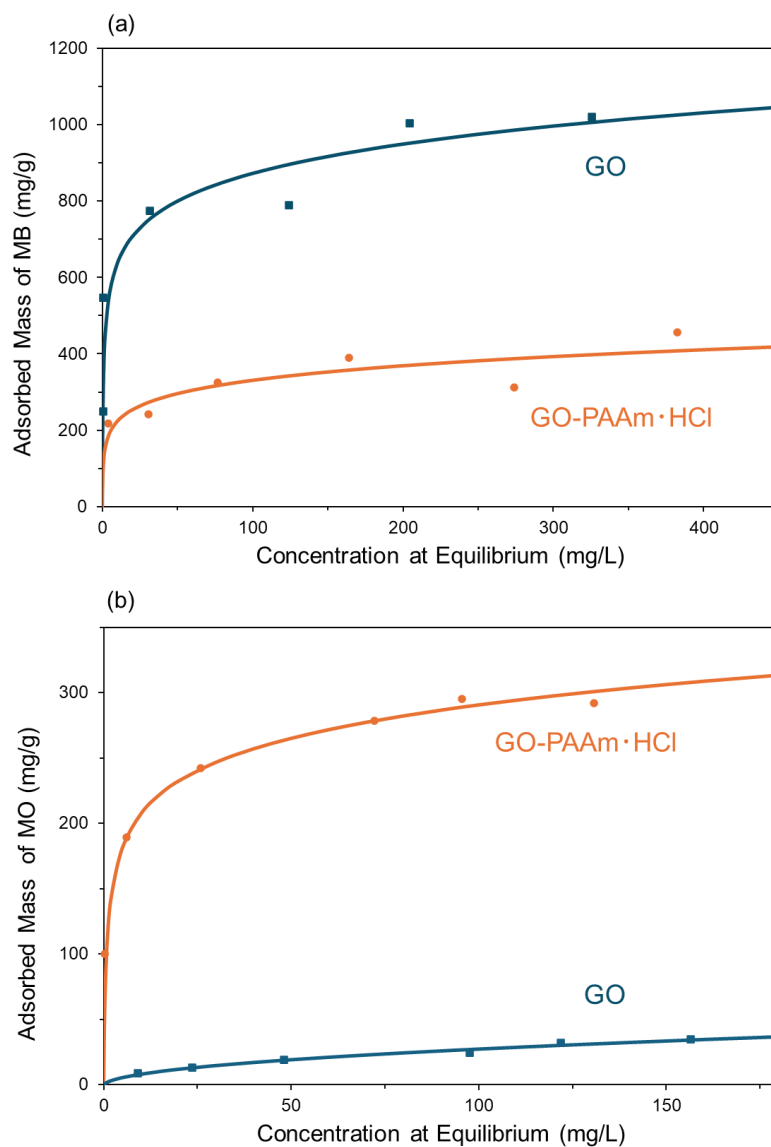 (a)
1200
1000
800
600
400
200
0
Adsorbed Mass of MB (mg/g)
GO
GO-PAAm·HCl
0 100 200 300 400
Concentration at Equilibrium (mg/L)
(b)
300
200
100
0
Adsorbed Mass of MO (mg/g)
GO-PAAm·HCl
GO
0 50 100 150
Concentration at Equilibrium (mg/L)